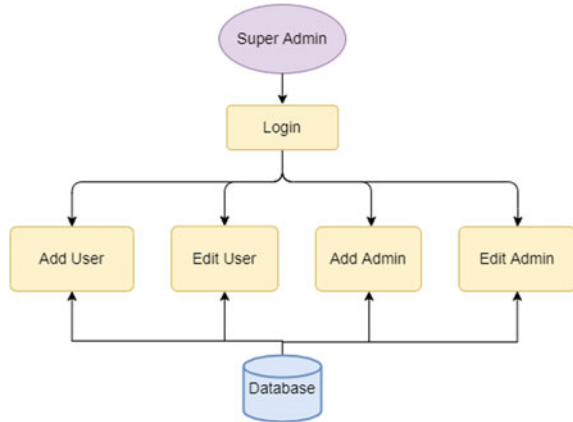 Super Admin
Login
Add User
Edit User
Add Admin
Edit Admin
Database